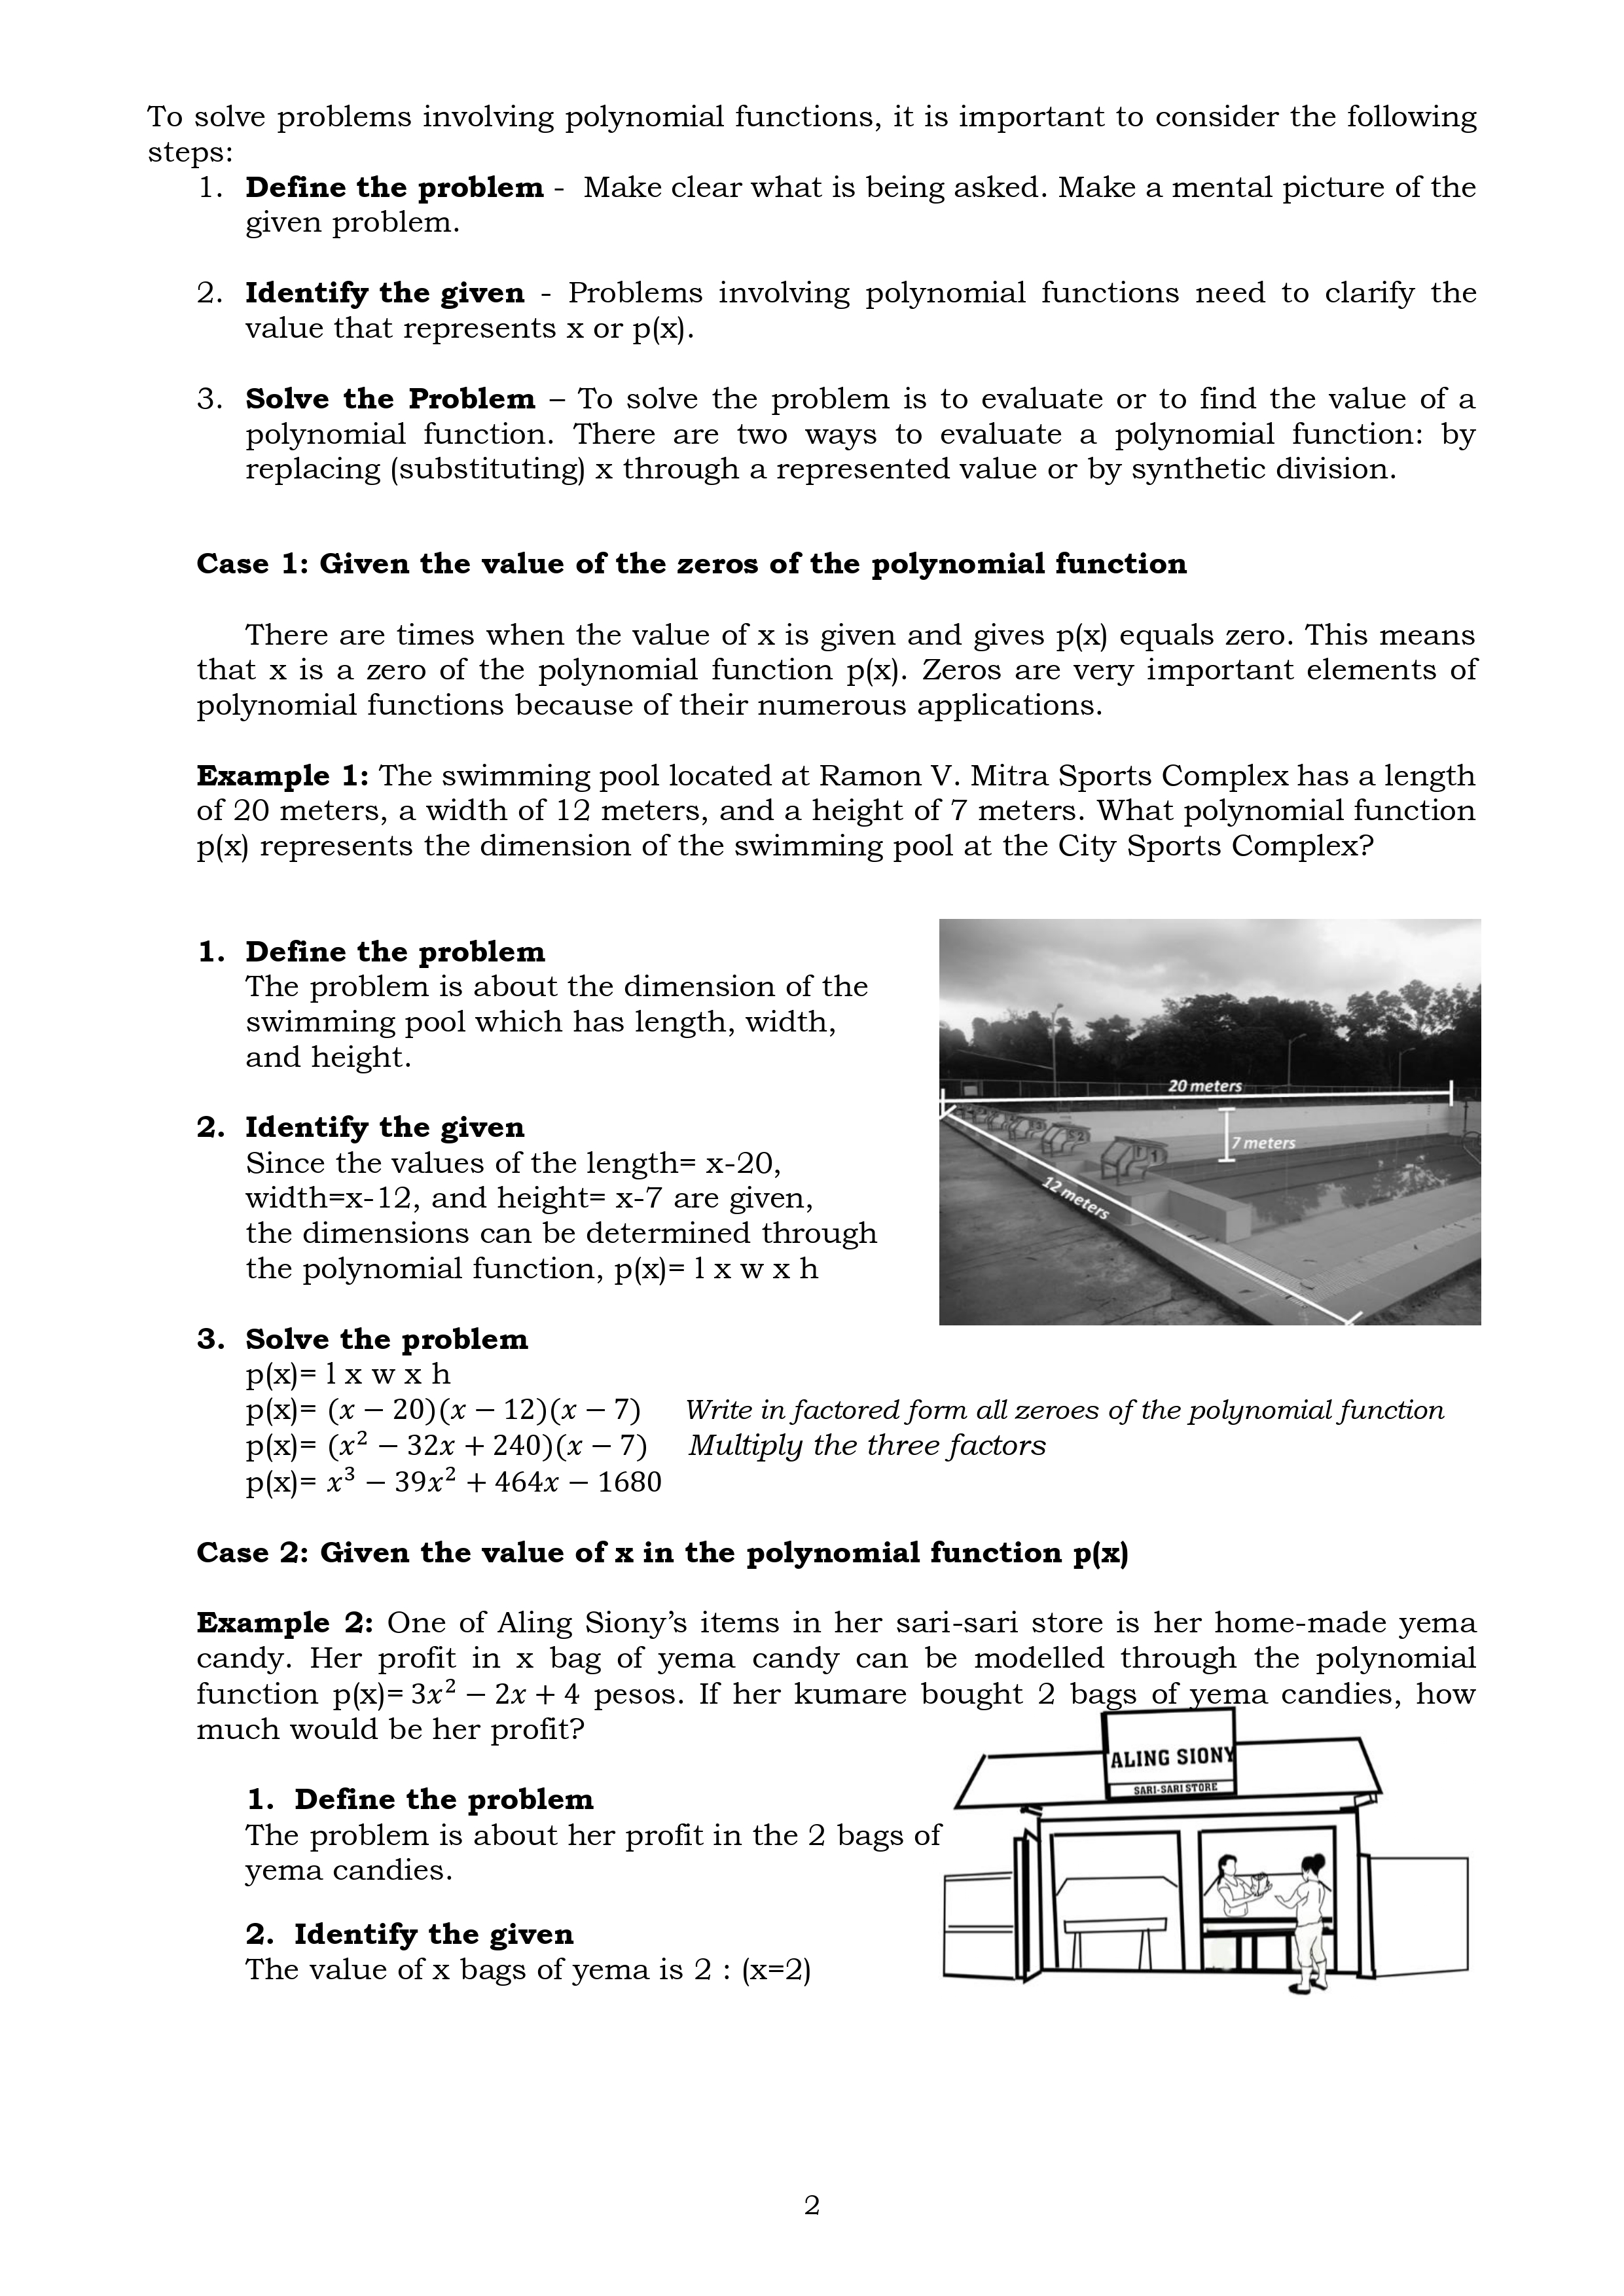 To solve problems involving polynomial functions, it is important to consider the following
steps:
1. Define the problem - Make clear what is being asked. Make a mental picture of the
given problem.
2. Identify the given - Problems involving polynomial functions need to clarify the
value that represents x or p(x).
3. Solve the Problem – To solve the problem is to evaluate or to find the value of a
polynomial function. There are two ways to evaluate a polynomial function: by
replacing (substituting) x through a represented value or by synthetic division.
Case 1: Given the value of the zeros of the polynomial function
There are times when the value of x is given and gives p(x) equals zero. This means
that x is a zero of the polynomial function p(x). Zeros are very important elements of
polynomial functions because of their numerous applications.
Example 1: The swimming pool located at Ramon V. Mitra Sports Complex has a length
of 20 meters, a width of 12 meters, and a height of 7 meters. What polynomial function
p(x) represents the dimension of the swimming pool at the City Sports Complex?
1. Define the problem
The problem is about the dimension of the
swimming pool which has length, width,
and height.
2. Identify the given
Since the values of the length= x-20,
width=x-12, and height= x-7 are given,
the dimensions can be determined through
the polynomial function, p(x)= l x w x h
20 meters
7 meters
12 meters
3. Solve the problem
p(x)= l x w x h
p(x)= (x − 20)(x − 12)(x − 7) Write in factored form all zeroes of the polynomial function
p(x)= (x² − 32x + 240)(x − 7) Multiply the three factors
p(x)= x³ − 39x² + 464x − 1680
Case 2: Given the value of x in the polynomial function p(x)
Example 2: One of Aling Siony’s items in her sari-sari store is her home-made yema
candy. Her profit in x bag of yema candy can be modelled through the polynomial
function p(x)= 3x² − 2x + 4 pesos. If her kumare bought 2 bags of yema candies, how
much would be her profit?
ALING SIONY
SARI-SARI STORE
1. Define the problem
The problem is about her profit in the 2 bags of
yema candies.
2. Identify the given
The value of x bags of yema is 2 : (x=2)
2